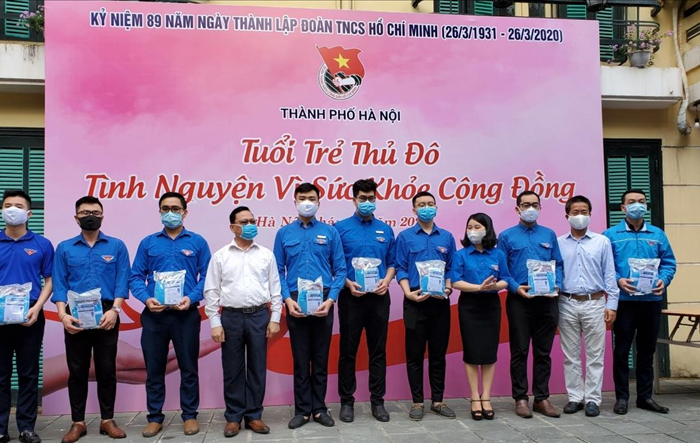 KỶ NIỆM 89 NĂM NGÀY THÀNH LẬP ĐOÀN TNCS HỒ CHÍ MINH (26/3/1931 - 26/3/2020)
THÀNH PHỐ HÀ NỘI
Tuổi Trẻ Thủ Đô
Tình Nguyện Vì Sức Khỏe Cộng Đồng